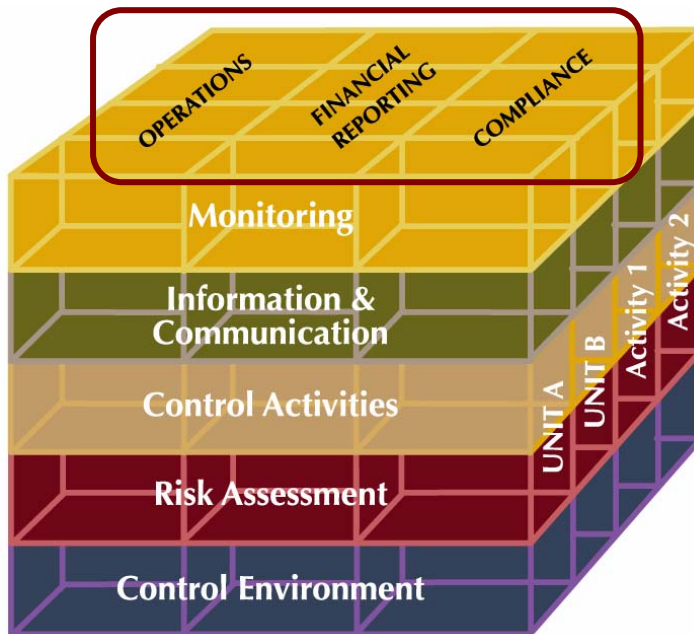 OPERATIONS
FINANCIAL
REPORTING
COMPLIANCE
Monitoring
Information &
Communication
Control Activities
Risk Assessment
Control Environment
UNIT A
UNIT B
Activity 1
Activity 2